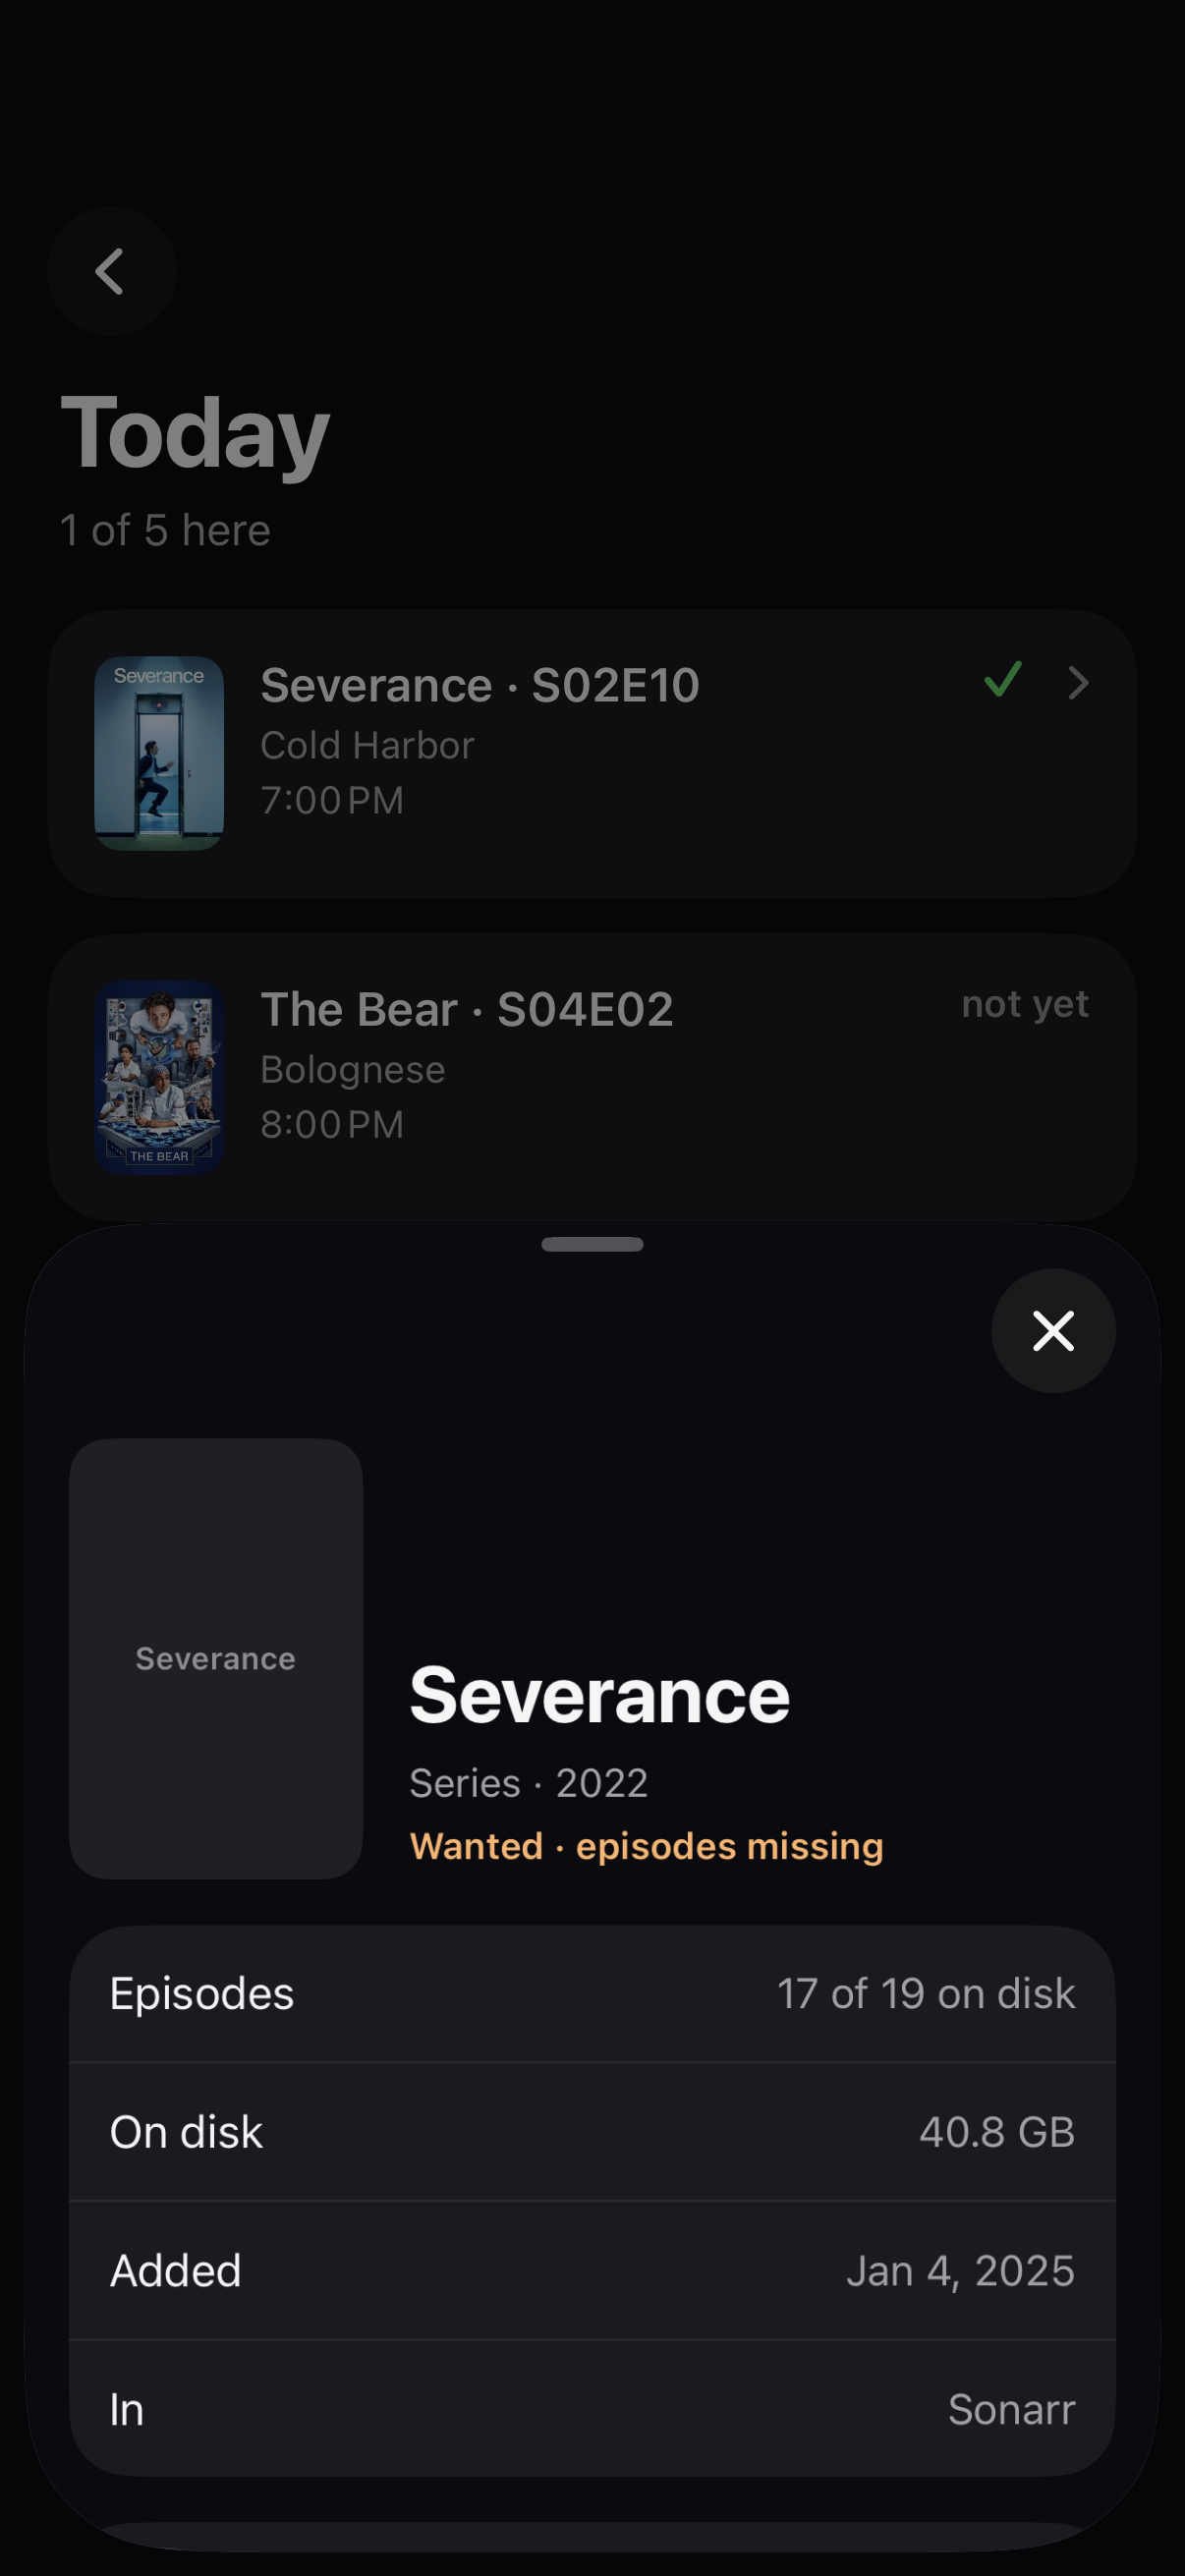 Today
1 of 5 here
Severance
Severance · S02E10
Cold Harbor
7:00 PM
The Bear · S04E02
not yet
Bolognese
8:00 PM
THE BEAR
Severance
Severance
Series · 2022
Wanted · episodes missing
Episodes 17 of 19 on disk
On disk 40.8 GB
Added Jan 4, 2025
In Sonarr